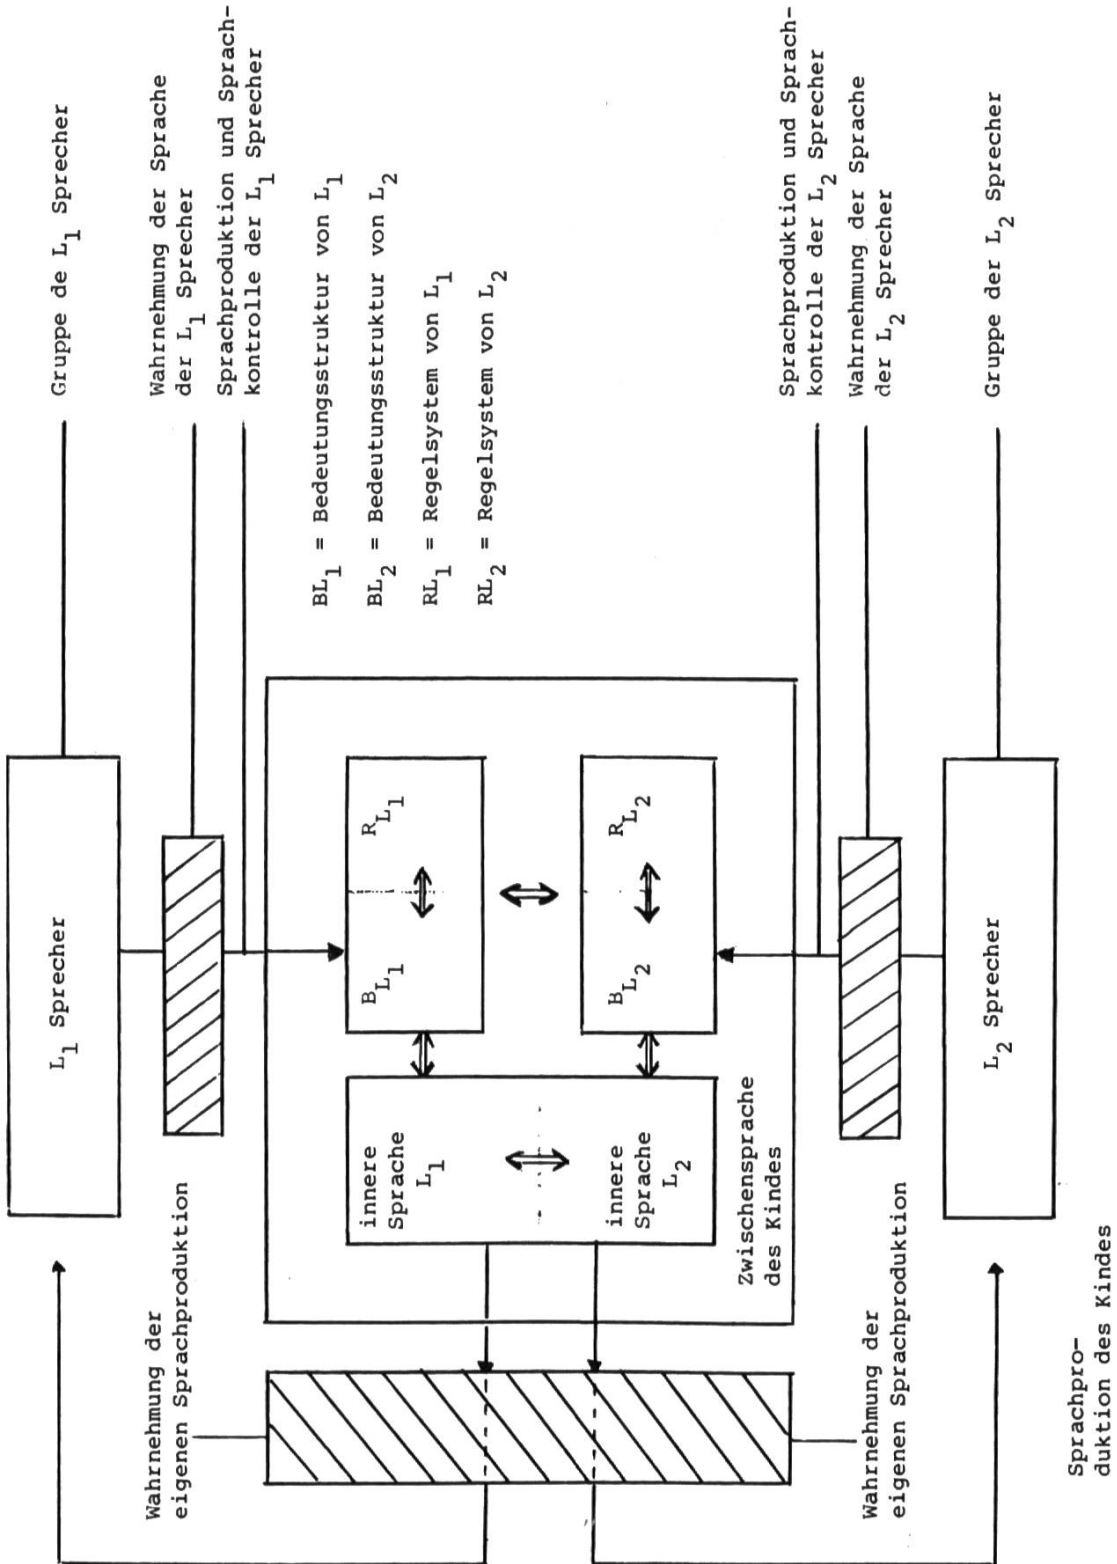 Gruppe de L1 Sprecher
Wahrnehmung der Sprache
der L1 Sprecher
Sprachproduktion und Sprach-
kontrolle der L1 Sprecher
BL1 = Bedeutungsstruktur von L1
BL2 = Bedeutungsstruktur von L2
RL1 = Regelsystem von L1
RL2 = Regelsystem von L2
Sprachproduktion und Sprach-
kontrolle der L2 Sprecher
Wahrnehmung der Sprache
der L2 Sprecher
Gruppe der L2 Sprecher
L1 Sprecher
RL1
BL1
RL2
BL2
L2 Sprecher
innere
Sprache
L1
innere
Sprache
L2
Zwischensprache
des Kindes
Wahrnehmung der
eigenen Sprachproduktion
Wahrnehmung der
eigenen Sprachproduktion
Sprachpro-
duktion des Kindes